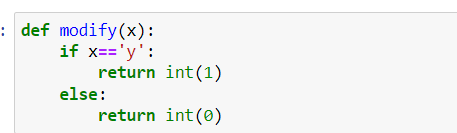 : def modify(x):
    if x=='y':
        return int(1)
    else:
        return int(0)